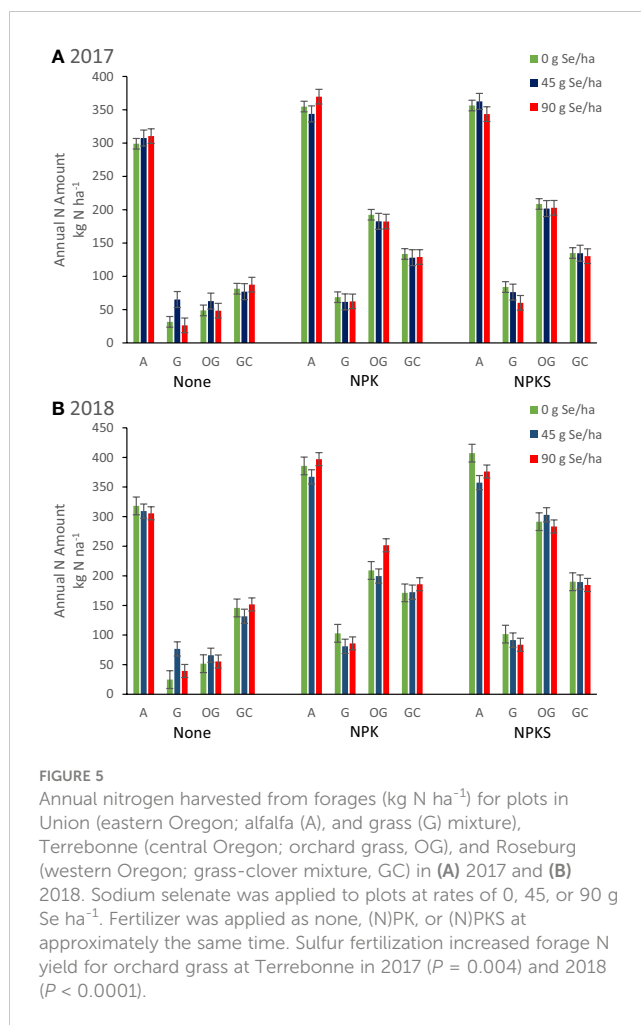 A 2017
0 g Se/ha
45 g Se/ha
90 g Se/ha
Annual N Amount
kg N ha⁻¹
400
350
300
250
200
150
100
50
0
A G OG GC A G OG GC A G OG GC
None NPK NPKS
B 2018
0 g Se/ha
45 g Se/ha
90 g Se/ha
Annual N Amount
kg N na⁻¹
450
400
350
300
250
200
150
100
50
0
A G OG GC A G OG GC A G OG GC
None NPK NPKS
FIGURE 5
Annual nitrogen harvested from forages (kg N ha⁻¹) for plots in
Union (eastern Oregon; alfalfa (A), and grass (G) mixture),
Terrebonne (central Oregon; orchard grass, OG), and Roseburg
(western Oregon; grass-clover mixture, GC) in (A) 2017 and (B)
2018. Sodium selenate was applied to plots at rates of 0, 45, or 90 g
Se ha⁻¹. Fertilizer was applied as none, (N)PK, or (N)PKS at
approximately the same time. Sulfur fertilization increased forage N
yield for orchard grass at Terrebonne in 2017 (P = 0.004) and 2018
(P < 0.0001).